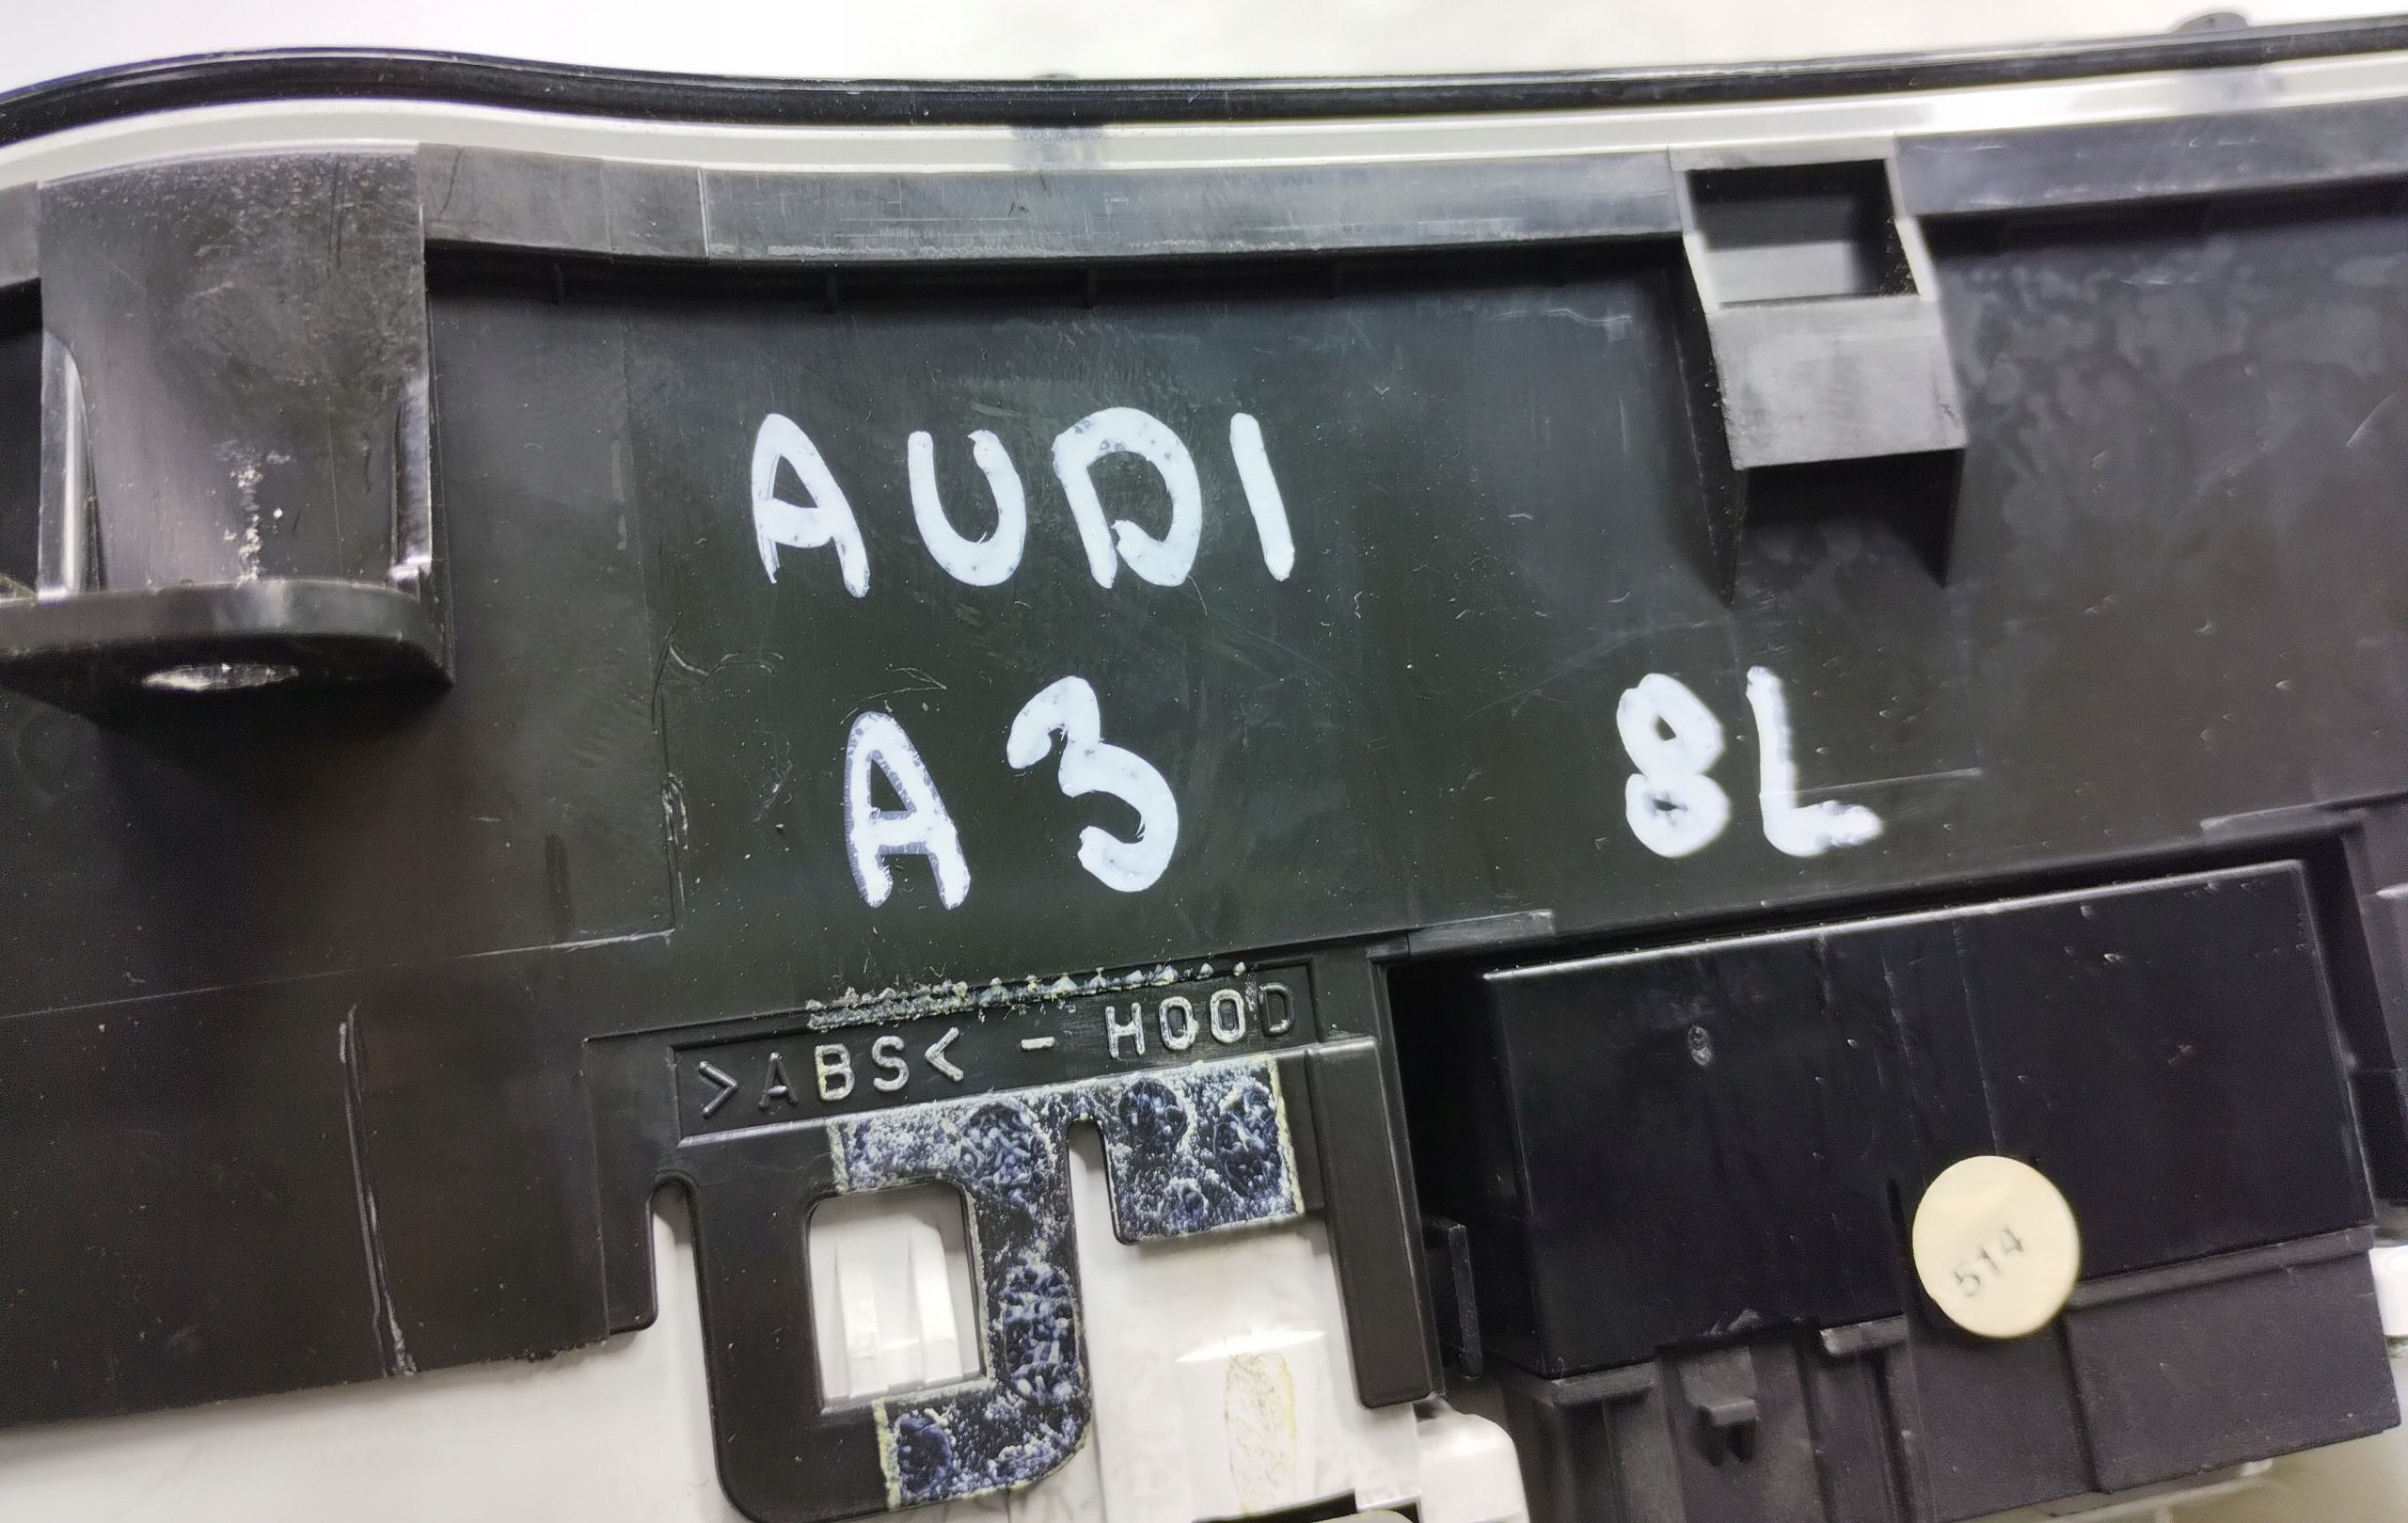 AUDI
A3 8L
>ABS< - HOOD
514